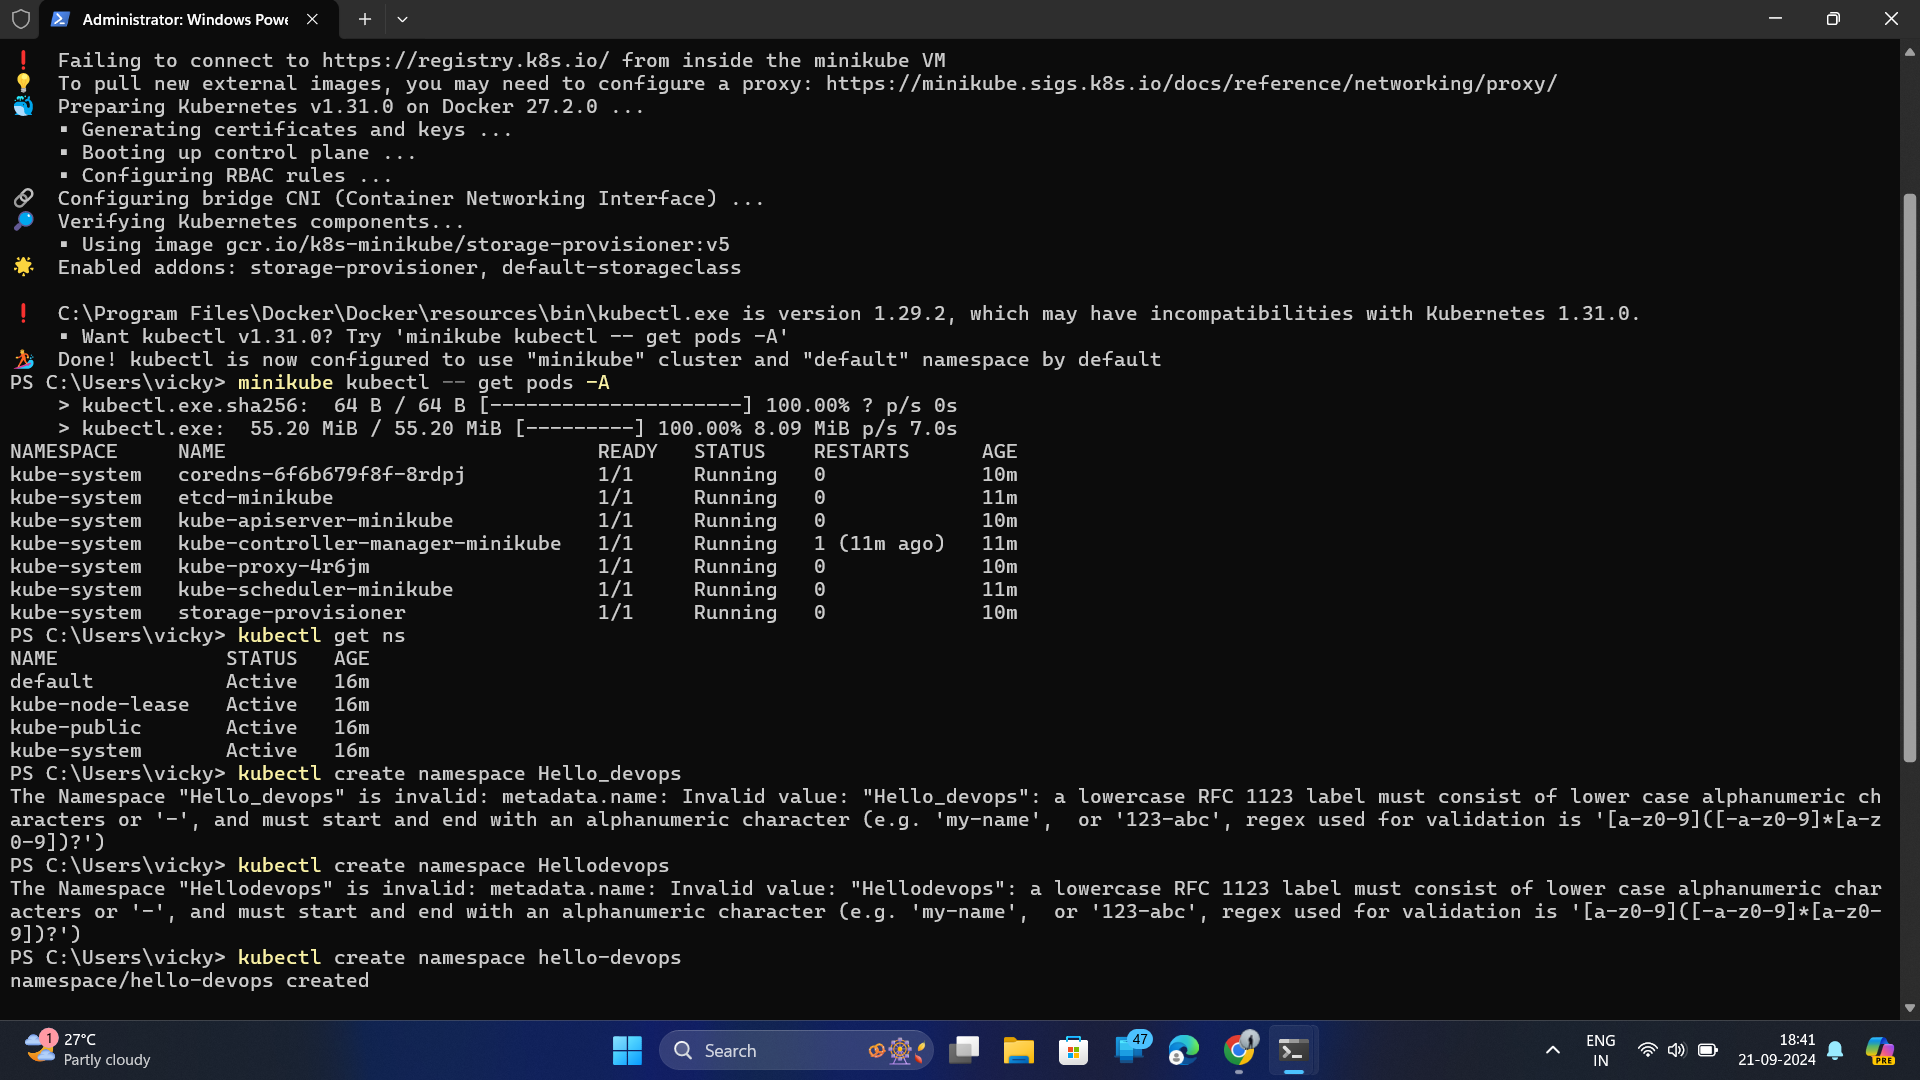 Administrator: Windows Powe
❗ Failing to connect to https://registry.k8s.io/ from inside the minikube VM
💡 To pull new external images, you may need to configure a proxy: https://minikube.sigs.k8s.io/docs/reference/networking/proxy/
🐳 Preparing Kubernetes v1.31.0 on Docker 27.2.0 ...
▪ Generating certificates and keys ...
▪ Booting up control plane ...
▪ Configuring RBAC rules ...
🔗 Configuring bridge CNI (Container Networking Interface) ...
🔎 Verifying Kubernetes components...
▪ Using image gcr.io/k8s-minikube/storage-provisioner:v5
🌟 Enabled addons: storage-provisioner, default-storageclass
❗ C:\Program Files\Docker\Docker\resources\bin\kubectl.exe is version 1.29.2, which may have incompatibilities with Kubernetes 1.31.0.
▪ Want kubectl v1.31.0? Try 'minikube kubectl -- get pods -A'
🏄 Done! kubectl is now configured to use "minikube" cluster and "default" namespace by default
PS C:\Users\vicky> minikube kubectl -- get pods -A
> kubectl.exe.sha256: 64 B / 64 B [---------------------] 100.00% ? p/s 0s
> kubectl.exe: 55.20 MiB / 55.20 MiB [---------] 100.00% 8.09 MiB p/s 7.0s
NAMESPACE NAME READY STATUS RESTARTS AGE
kube-system coredns-6f6b679f8f-8rdpj 1/1 Running 0 10m
kube-system etcd-minikube 1/1 Running 0 11m
kube-system kube-apiserver-minikube 1/1 Running 0 10m
kube-system kube-controller-manager-minikube 1/1 Running 1 (11m ago) 11m
kube-system kube-proxy-4r6jm 1/1 Running 0 10m
kube-system kube-scheduler-minikube 1/1 Running 0 11m
kube-system storage-provisioner 1/1 Running 0 10m
PS C:\Users\vicky> kubectl get ns
NAME STATUS AGE
default Active 16m
kube-node-lease Active 16m
kube-public Active 16m
kube-system Active 16m
PS C:\Users\vicky> kubectl create namespace Hello_devops
The Namespace "Hello_devops" is invalid: metadata.name: Invalid value: "Hello_devops": a lowercase RFC 1123 label must consist of lower case alphanumeric ch
aracters or '-', and must start and end with an alphanumeric character (e.g. 'my-name', or '123-abc', regex used for validation is '[a-z0-9]([-a-z0-9]*[a-z
0-9])?')
PS C:\Users\vicky> kubectl create namespace Hellodevops
The Namespace "Hellodevops" is invalid: metadata.name: Invalid value: "Hellodevops": a lowercase RFC 1123 label must consist of lower case alphanumeric char
acters or '-', and must start and end with an alphanumeric character (e.g. 'my-name', or '123-abc', regex used for validation is '[a-z0-9]([-a-z0-9]*[a-z0-
9])?')
PS C:\Users\vicky> kubectl create namespace hello-devops
namespace/hello-devops created
1
27°C
Partly cloudy
Search
47
ENG
IN
18:41
21-09-2024
PRE